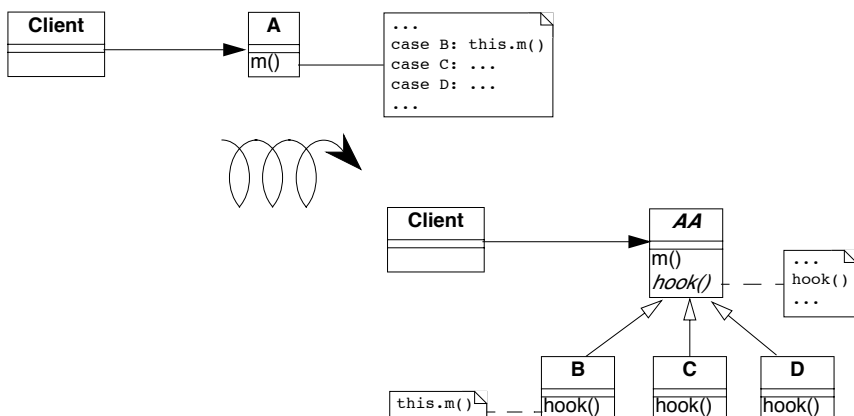 Client
A
m()
...
case B: this.m()
case C: ...
case D: ...
...
Client
AA
m()
hook()
...
hook()
...
B
C
D
this.m()
hook()
hook()
hook()